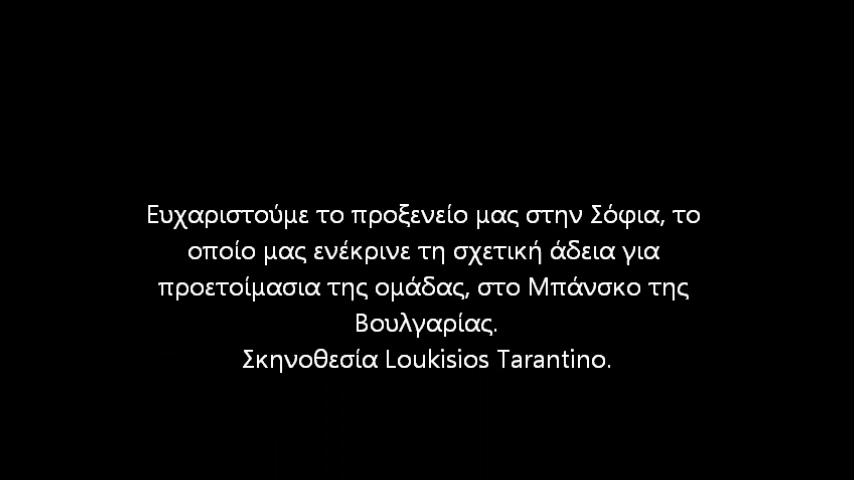 Ευχαριστούμε το προξενείο μας στην Σόφια, το
οποίο μας ενέκρινε τη σχετική άδεια για
προετοίμασια της ομάδας, στο Μπάνσκο της
Βουλγαρίας.
Σκηνοθεσία Loukisios Tarantino.